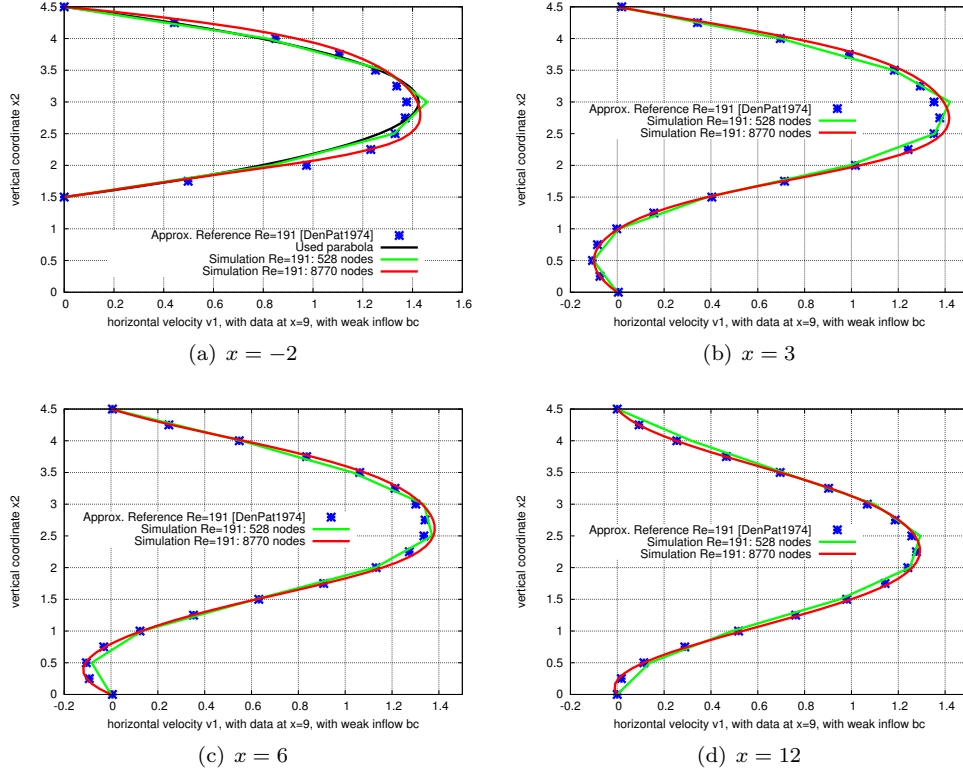 4.5
4
3.5
3
2.5
2
1.5
1
0.5
0
vertical coordinate x2
Approx. Reference Re=191 [DenPat1974]
Used parabola
Simulation Re=191: 528 nodes
Simulation Re=191: 8770 nodes
0 0.2 0.4 0.6 0.8 1 1.2 1.4 1.6
horizontal velocity v1, with data at x=9, with weak inflow bc
(a) x = −2
4.5
4
3.5
3
2.5
2
1.5
1
0.5
0
vertical coordinate x2
Approx. Reference Re=191 [DenPat1974]
Simulation Re=191: 528 nodes
Simulation Re=191: 8770 nodes
-0.2 0 0.2 0.4 0.6 0.8 1 1.2 1.4
horizontal velocity v1, with data at x=9, with weak inflow bc
(b) x = 3
4.5
4
3.5
3
2.5
2
1.5
1
0.5
0
vertical coordinate x2
Approx. Reference Re=191 [DenPat1974]
Simulation Re=191: 528 nodes
Simulation Re=191: 8770 nodes
-0.2 0 0.2 0.4 0.6 0.8 1 1.2 1.4
horizontal velocity v1, with data at x=9, with weak inflow bc
(c) x = 6
4.5
4
3.5
3
2.5
2
1.5
1
0.5
0
vertical coordinate x2
Approx. Reference Re=191 [DenPat1974]
Simulation Re=191: 528 nodes
Simulation Re=191: 8770 nodes
-0.2 0 0.2 0.4 0.6 0.8 1 1.2 1.4
horizontal velocity v1, with data at x=9, with weak inflow bc
(d) x = 12